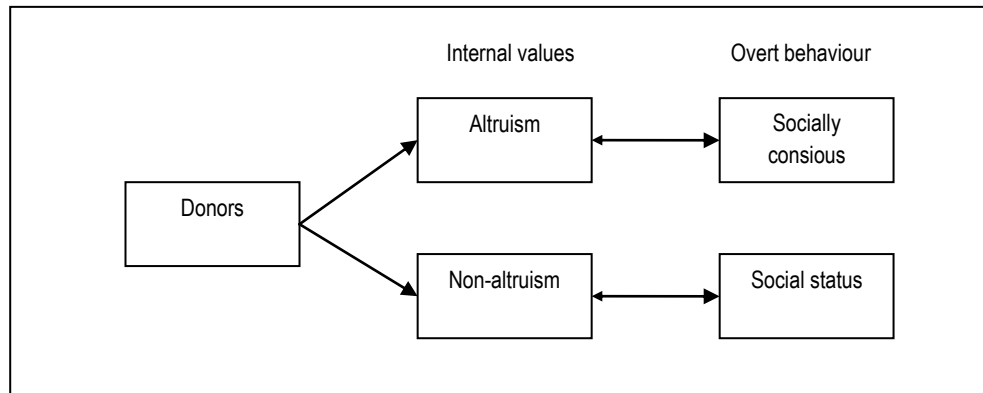 Internal values
Overt behaviour
Altruism
Socially
consious
Donors
Non-altruism
Social status